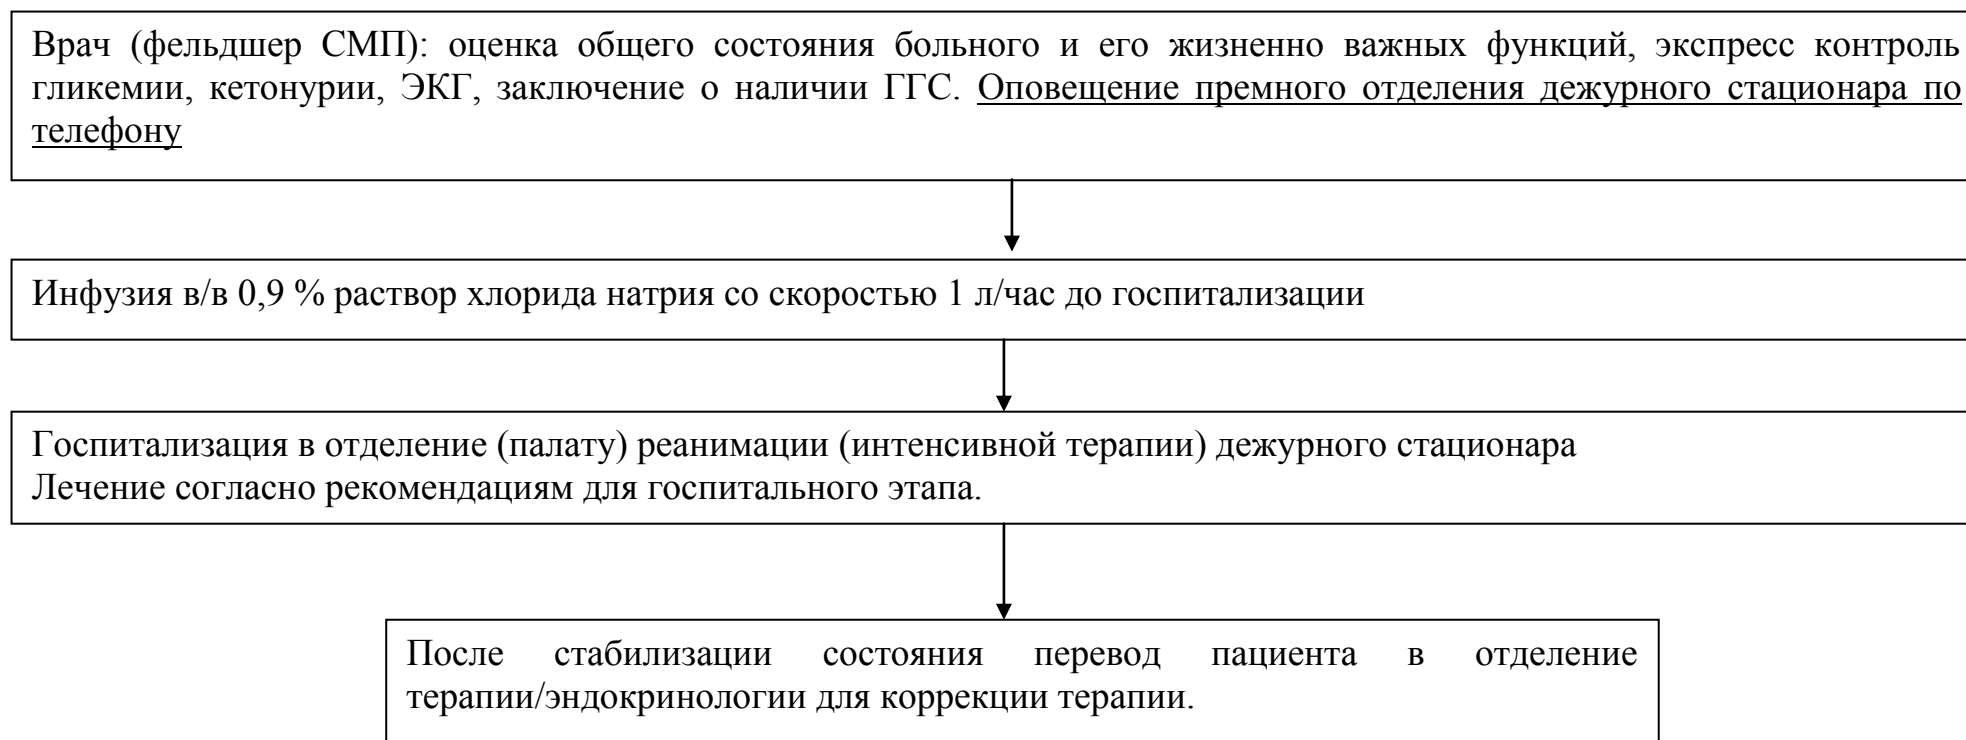 Врач (фельдшер СМП): оценка общего состояния больного и его жизненно важных функций, экспресс контроль
гликемии, кетонурии, ЭКГ, заключение о наличии ГГС. Оповещение премного отделения дежурного стационара по
телефону
Инфузия в/в 0,9 % раствор хлорида натрия со скоростью 1 л/час до госпитализации
Госпитализация в отделение (палату) реанимации (интенсивной терапии) дежурного стационара
Лечение согласно рекомендациям для госпитального этапа.
После стабилизации состояния перевод пациента в отделение
терапии/эндокринологии для коррекции терапии.